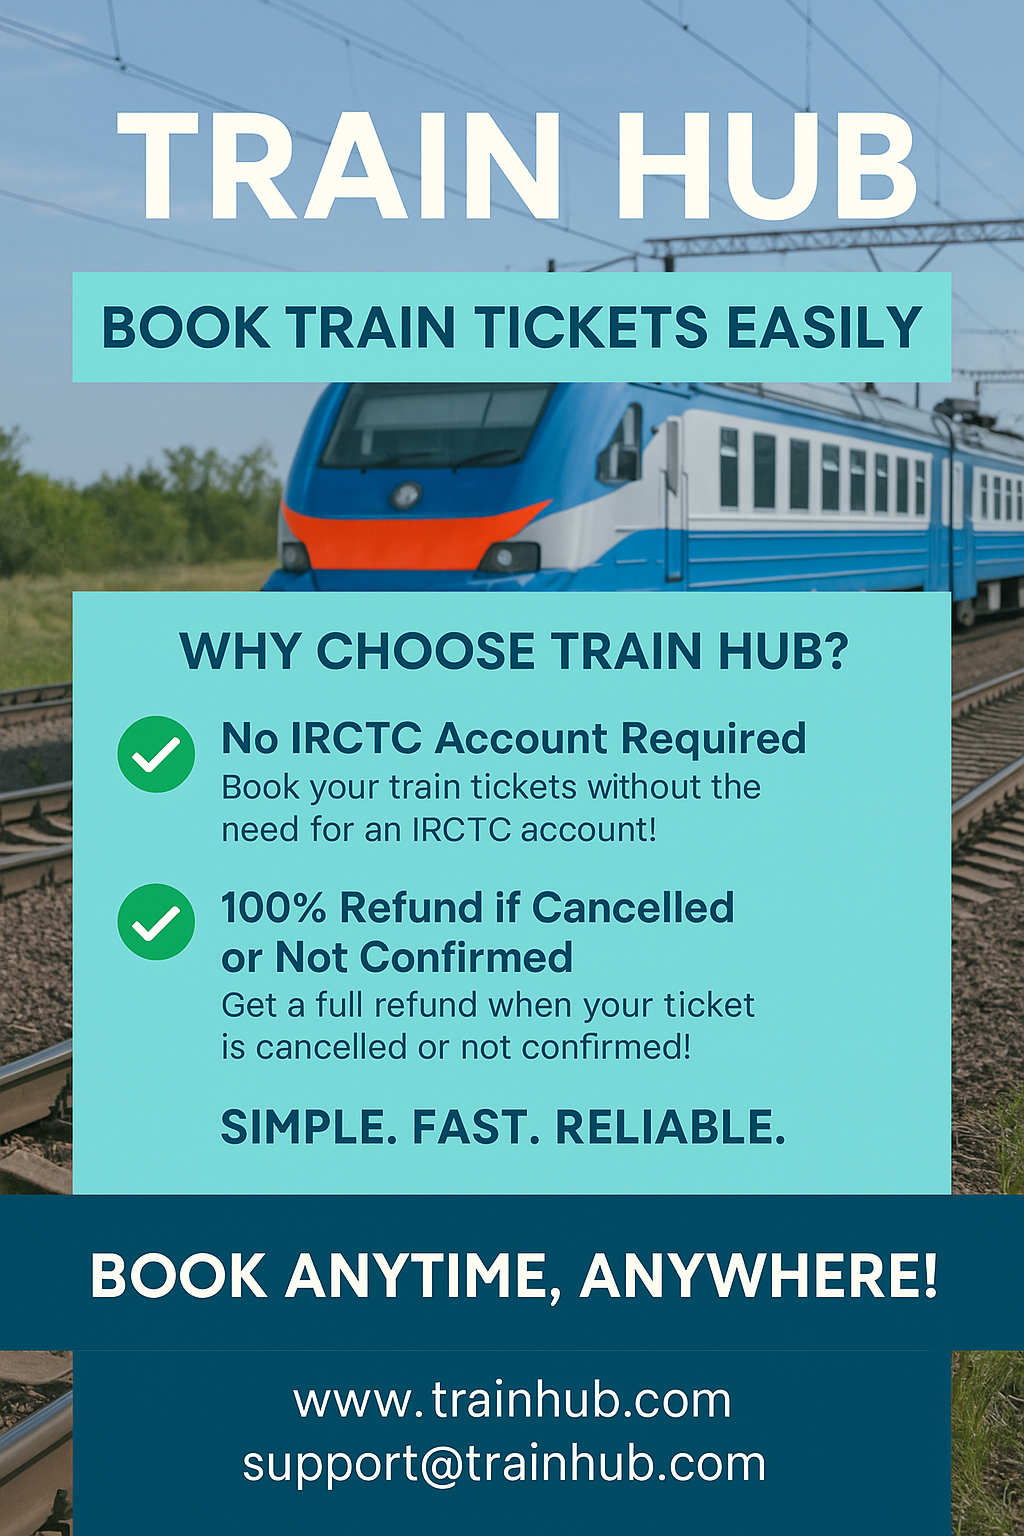 TRAIN HUB
BOOK TRAIN TICKETS EASILY
WHY CHOOSE TRAIN HUB?
No IRCTC Account Required
Book your train tickets without the
need for an IRCTC account!
100% Refund if Cancelled
or Not Confirmed
Get a full refund when your ticket
is cancelled or not confirmed!
SIMPLE. FAST. RELIABLE.
BOOK ANYTIME, ANYWHERE!
www.trainhub.com
support@trainhub.com